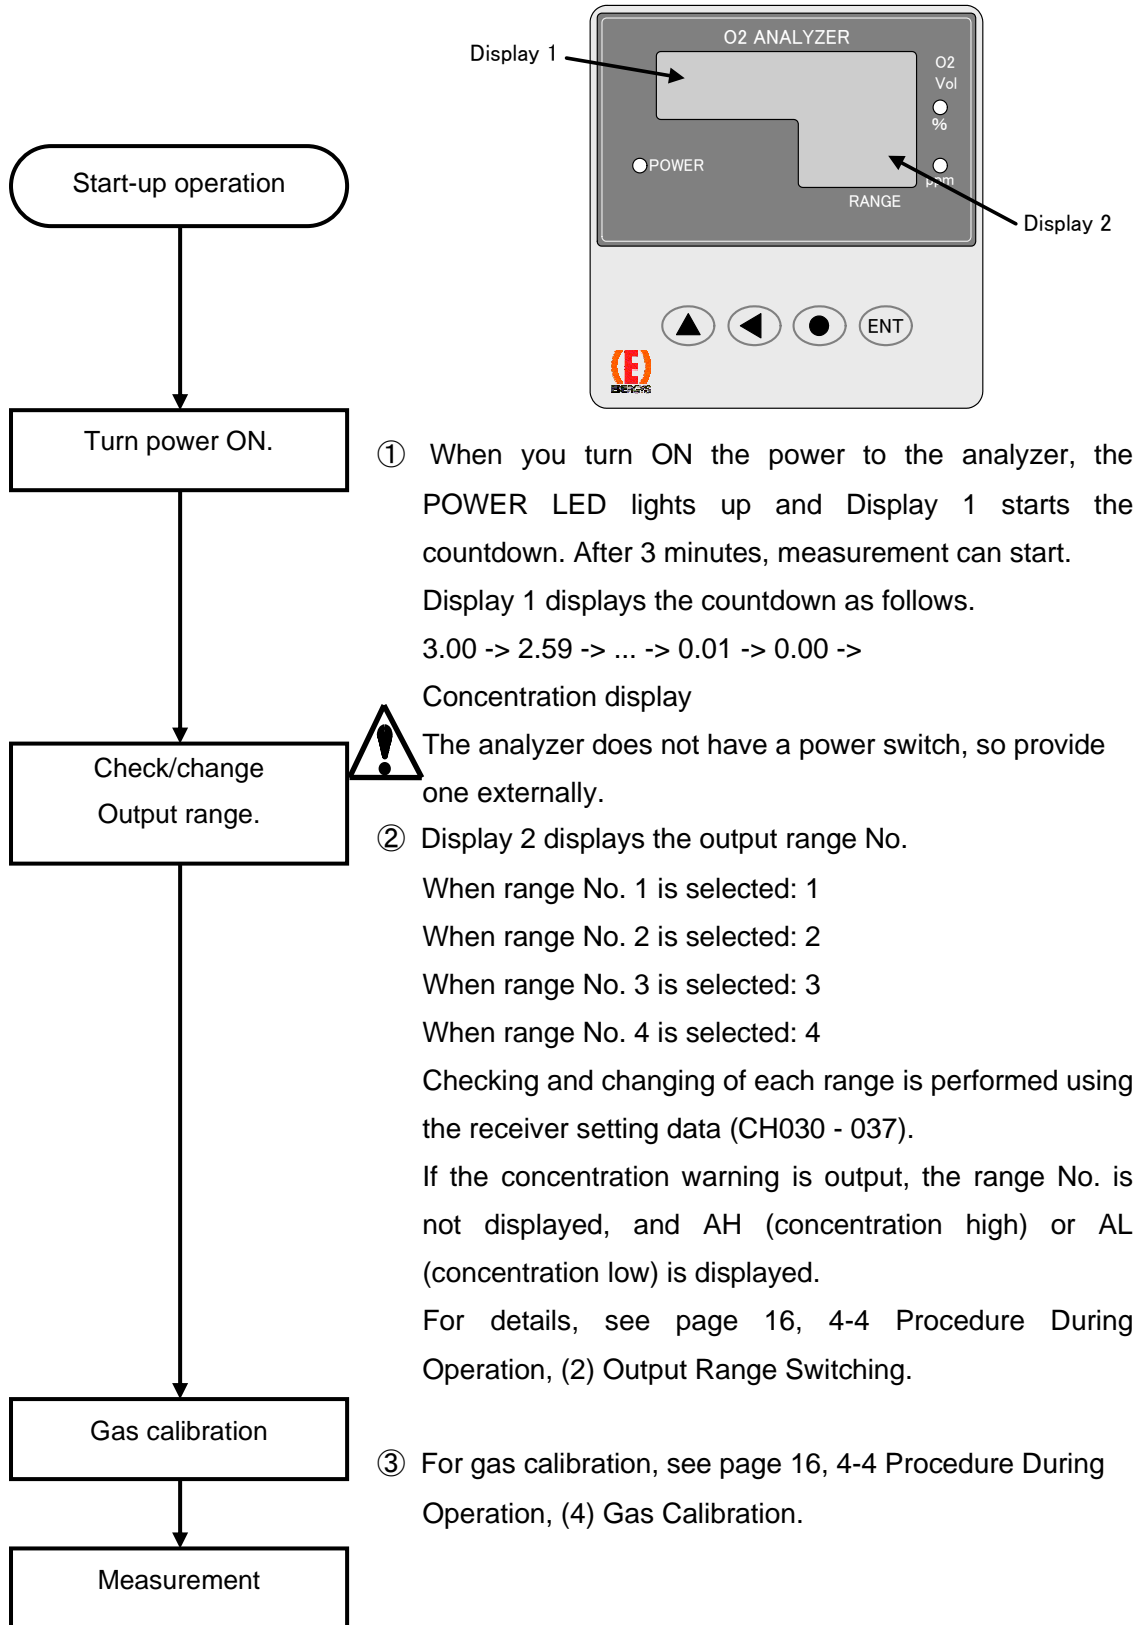 O2 ANALYZER
Display 1
O2
Vol
%
POWER
ppm
RANGE
Display 2
ENT
Start-up operation
Turn power ON.
① When you turn ON the power to the analyzer, the
POWER LED lights up and Display 1 starts the
countdown. After 3 minutes, measurement can start.
Display 1 displays the countdown as follows.
3.00 -> 2.59 -> ... -> 0.01 -> 0.00 ->
Concentration display
The analyzer does not have a power switch, so provide
one externally.
Check/change
Output range.
② Display 2 displays the output range No.
When range No. 1 is selected: 1
When range No. 2 is selected: 2
When range No. 3 is selected: 3
When range No. 4 is selected: 4
Checking and changing of each range is performed using
the receiver setting data (CH030 - 037).
If the concentration warning is output, the range No. is
not displayed, and AH (concentration high) or AL
(concentration low) is displayed.
For details, see page 16, 4-4 Procedure During
Operation, (2) Output Range Switching.
Gas calibration
③ For gas calibration, see page 16, 4-4 Procedure During
Operation, (4) Gas Calibration.
Measurement